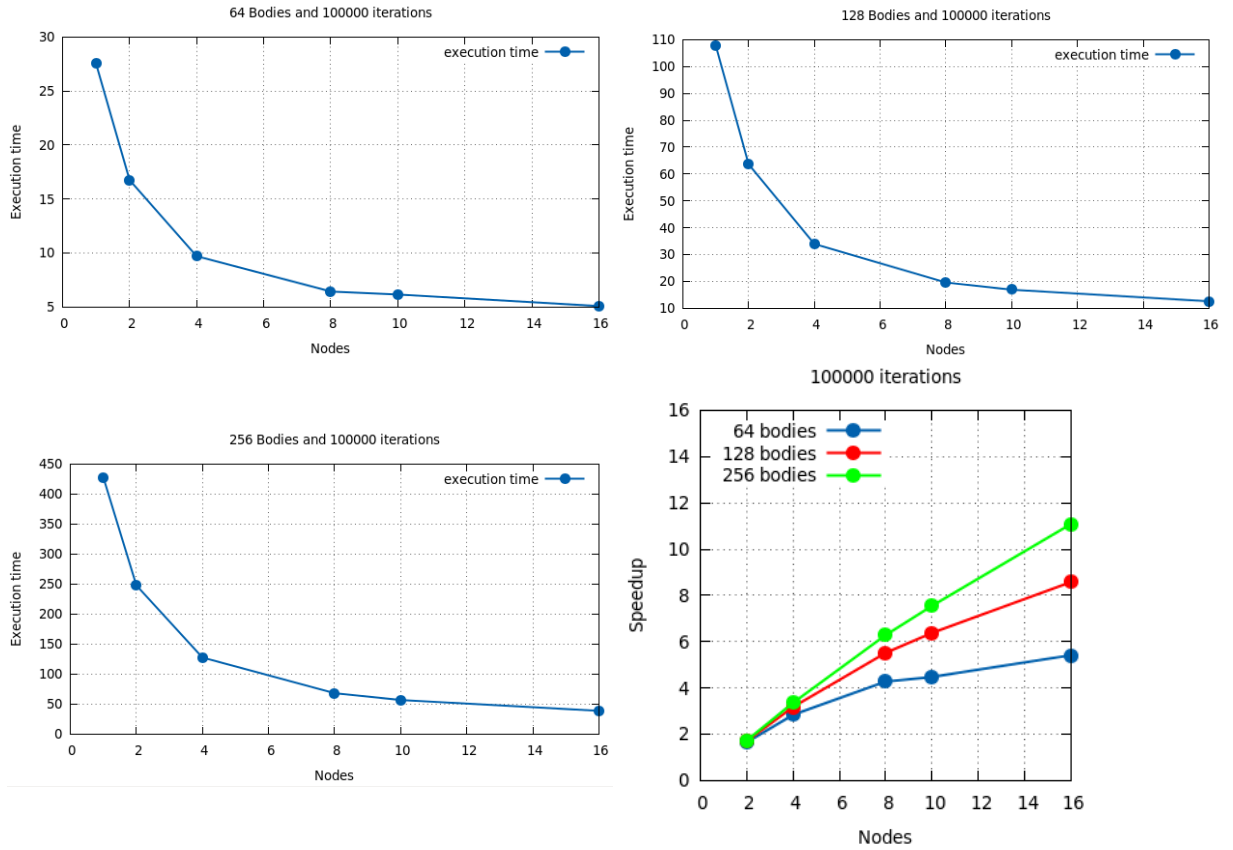 64 Bodies and 100000 iterations
30
25
20
15
10
5
Execution time
execution time
0 2 4 6 8 10 12 14 16
Nodes
128 Bodies and 100000 iterations
110
100
90
80
70
60
50
40
30
20
10
Execution time
execution time
0 2 4 6 8 10 12 14 16
Nodes
256 Bodies and 100000 iterations
450
400
350
300
250
200
150
100
50
0
Execution time
execution time
0 2 4 6 8 10 12 14 16
Nodes
100000 iterations
16
14
12
10
8
6
4
2
0
Speedup
64 bodies
128 bodies
256 bodies
0 2 4 6 8 10 12 14 16
Nodes